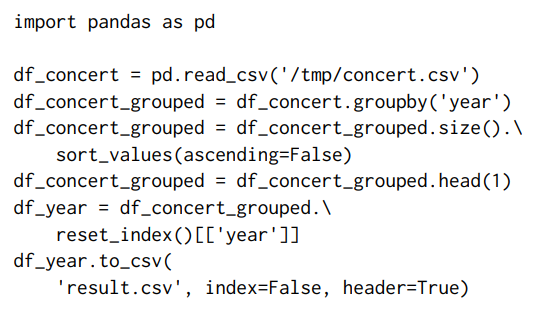 import pandas as pd

df_concert = pd.read_csv('/tmp/concert.csv')
df_concert_grouped = df_concert.groupby('year')
df_concert_grouped = df_concert_grouped.size().\
    sort_values(ascending=False)
df_concert_grouped = df_concert_grouped.head(1)
df_year = df_concert_grouped.\
    reset_index()[['year']]
df_year.to_csv(
    'result.csv', index=False, header=True)